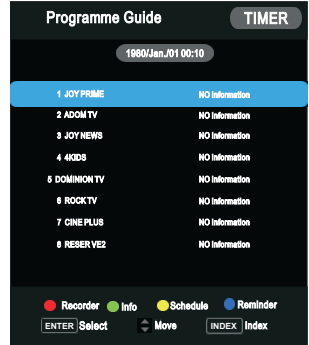 Programme Guide TIMER
1980/Jan./01 00:10
1 JOY PRIME NO Information
2 ADOM TV NO Information
3 JOY NEWS NO Information
4 4KIDS NO Information
5 DOMINION TV NO Information
6 ROCK TV NO Information
7 CINE PLUS NO Information
8 RESERVE2 NO Information
Recorder Info Schedule Reminder
ENTER Select Move INDEX Index